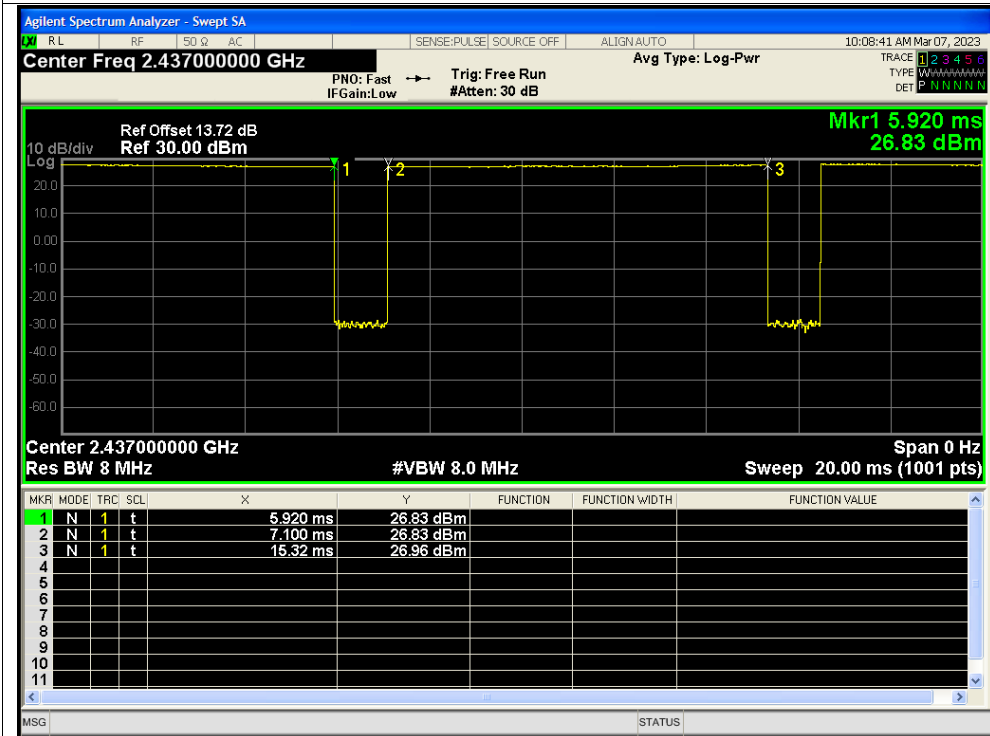 Agilent Spectrum Analyzer - Swept SA
LXI RL RF 50 Ω AC SENSE:PULSE SOURCE OFF ALIGN AUTO 10:08:41 AM Mar 07, 2023
Center Freq 2.437000000 GHz Avg Type: Log-Pwr TRACE 1 2 3 4 5 6
PNO: Fast Trig: Free Run TYPE W
IFGain:Low #Atten: 30 dB DET P N N N N N
Mkr1 5.920 ms
Ref Offset 13.72 dB
10 dB/div Ref 30.00 dBm 26.83 dBm
Log
1 2 3
20.0
10.0
0.00
-10.0
-20.0
-30.0
-40.0
-50.0
-60.0
Center 2.437000000 GHz Span 0 Hz
Res BW 8 MHz #VBW 8.0 MHz Sweep 20.00 ms (1001 pts)
MKR MODE TRC SCL X Y FUNCTION FUNCTION WIDTH FUNCTION VALUE
1 N 1 t 5.920 ms 26.83 dBm
2 N 1 t 7.100 ms 26.83 dBm
3 N 1 t 15.32 ms 26.96 dBm
4
5
6
7
8
9
10
11
MSG STATUS